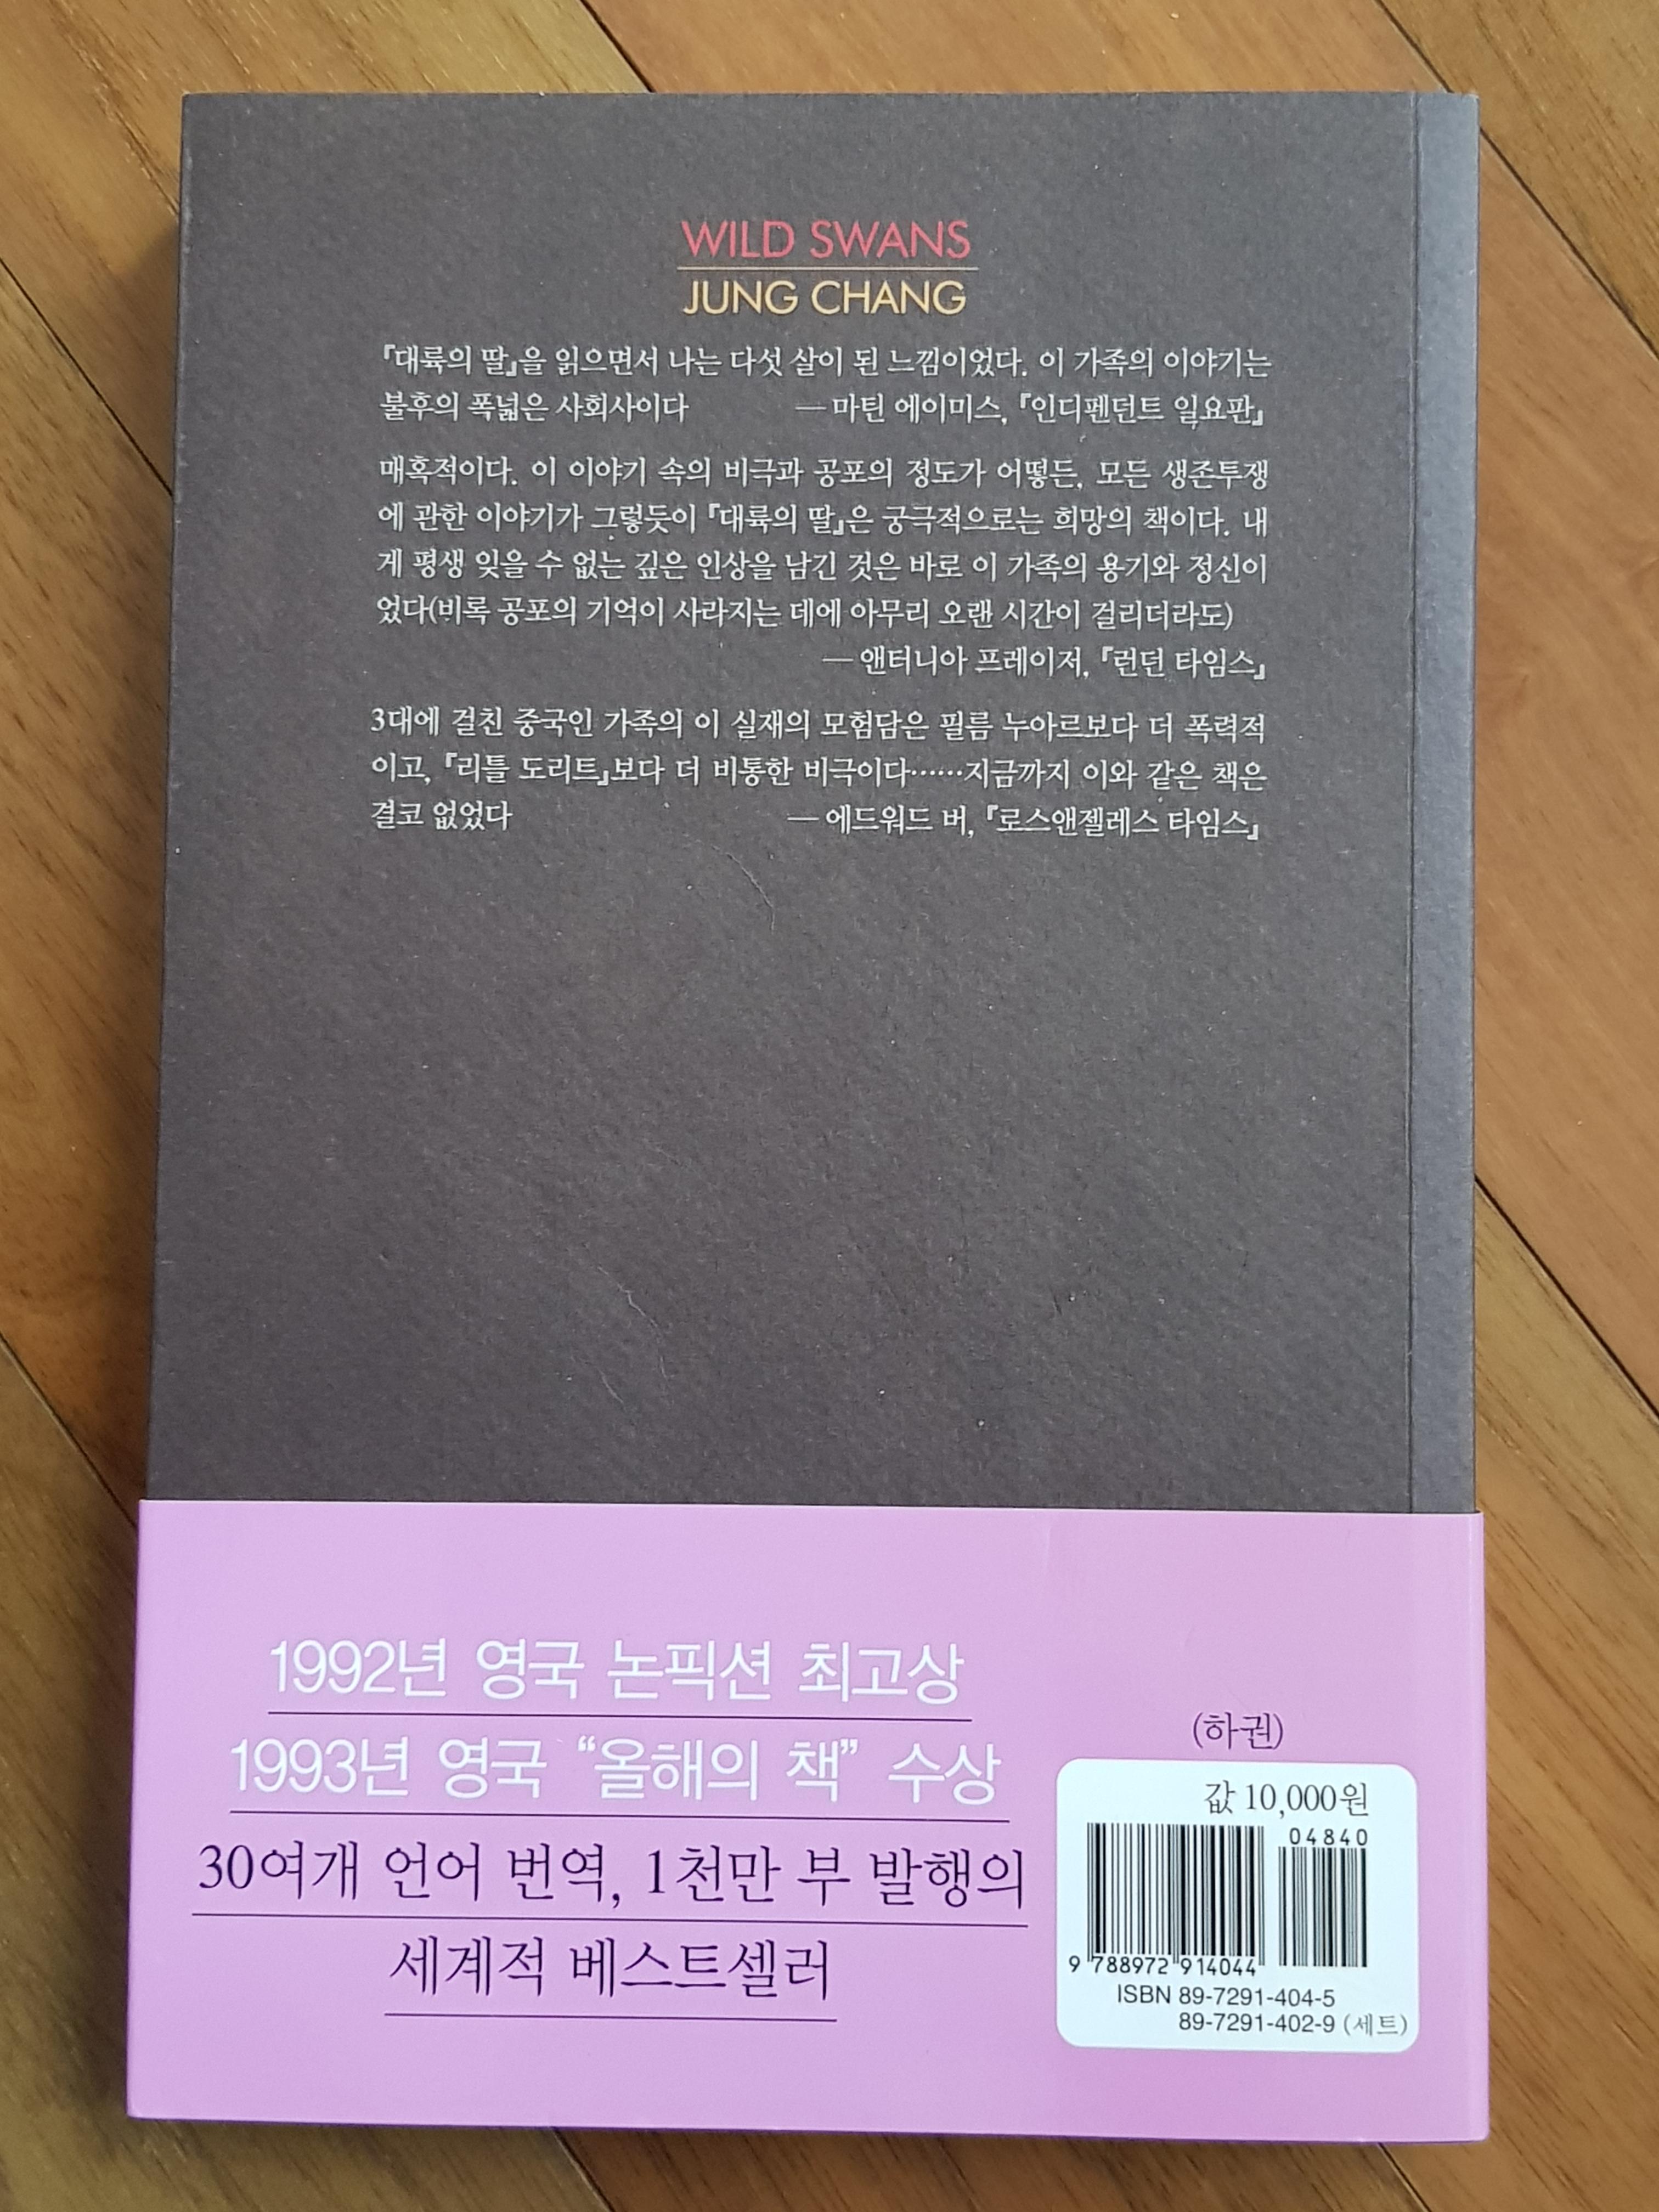 WILD SWANS
JUNG CHANG
『대륙의 딸』을 읽으면서 나는 다섯 살이 된 느낌이었다. 이 가족의 이야기는
불후의 폭넓은 사회사이다 — 마틴 에이미스, 『인디펜던트 일요판』
매혹적이다. 이 이야기 속의 비극과 공포의 정도가 어떻든, 모든 생존투쟁
에 관한 이야기가 그렇듯이 『대륙의 딸』은 궁극적으로는 희망의 책이다. 내
게 평생 잊을 수 없는 깊은 인상을 남긴 것은 바로 이 가족의 용기와 정신이
었다(비록 공포의 기억이 사라지는 데에 아무리 오랜 시간이 걸리더라도)
— 앤터니아 프레이저, 『런던 타임스』
3대에 걸친 중국인 가족의 이 실재의 모험담은 필름 누아르보다 더 폭력적
이고, 『리틀 도리트』보다 더 비통한 비극이다……지금까지 이와 같은 책은
결코 없었다 — 에드워드 버, 『로스앤젤레스 타임스』
1992년 영국 논픽션 최고상
1993년 영국 “올해의 책” 수상
30여개 언어 번역, 1천만 부 발행의
세계적 베스트셀러
(하권)
값 10,000원
04840
9 788972 914044
ISBN 89-7291-404-5
89-7291-402-9 (세트)